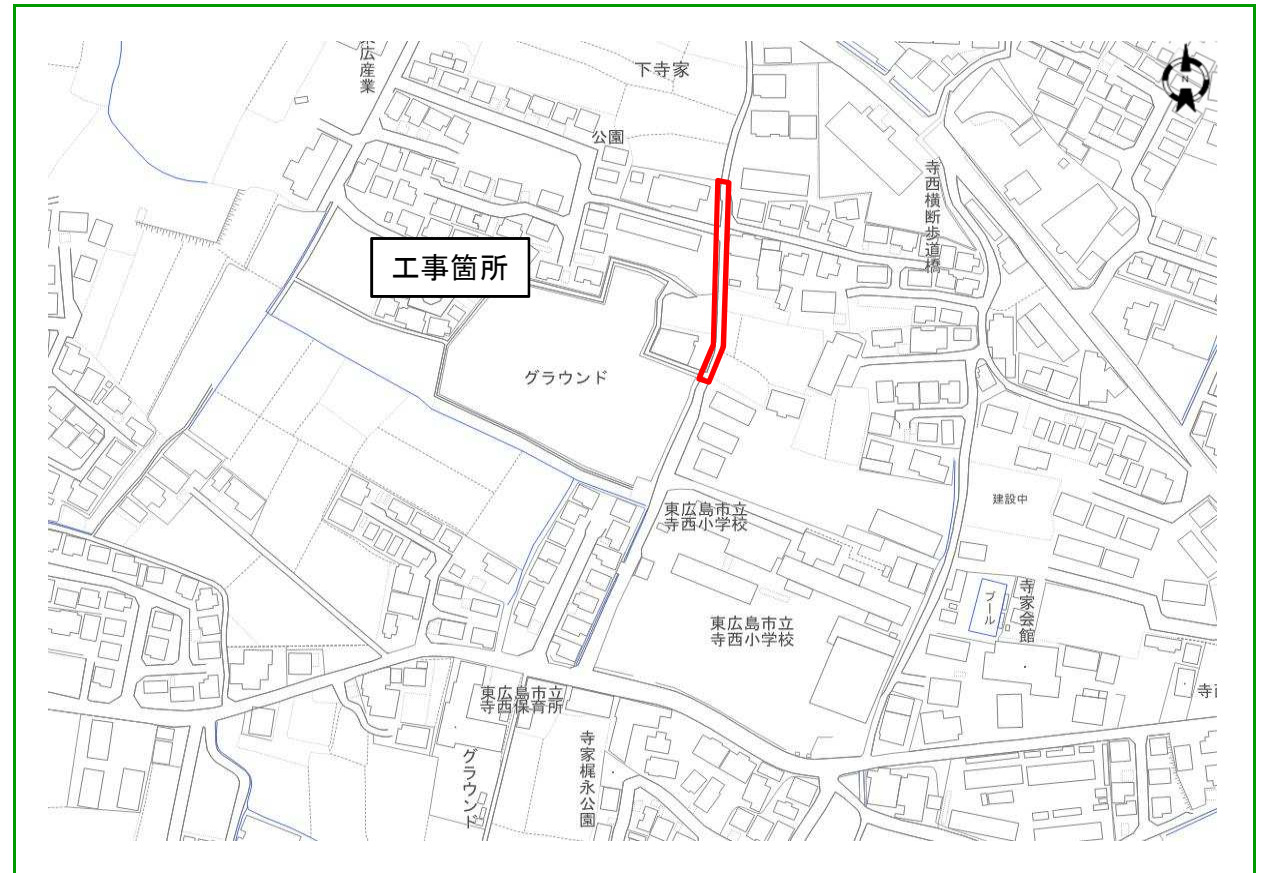 広産業
下寺家
N
公園
寺西横断歩道橋
工事箇所
グラウンド
建設中
東広島市立
寺西小学校
プール
寺家会館
東広島市立
寺西小学校
東広島市立
寺西保育所
グラウンド
寺家梶永公園
寺